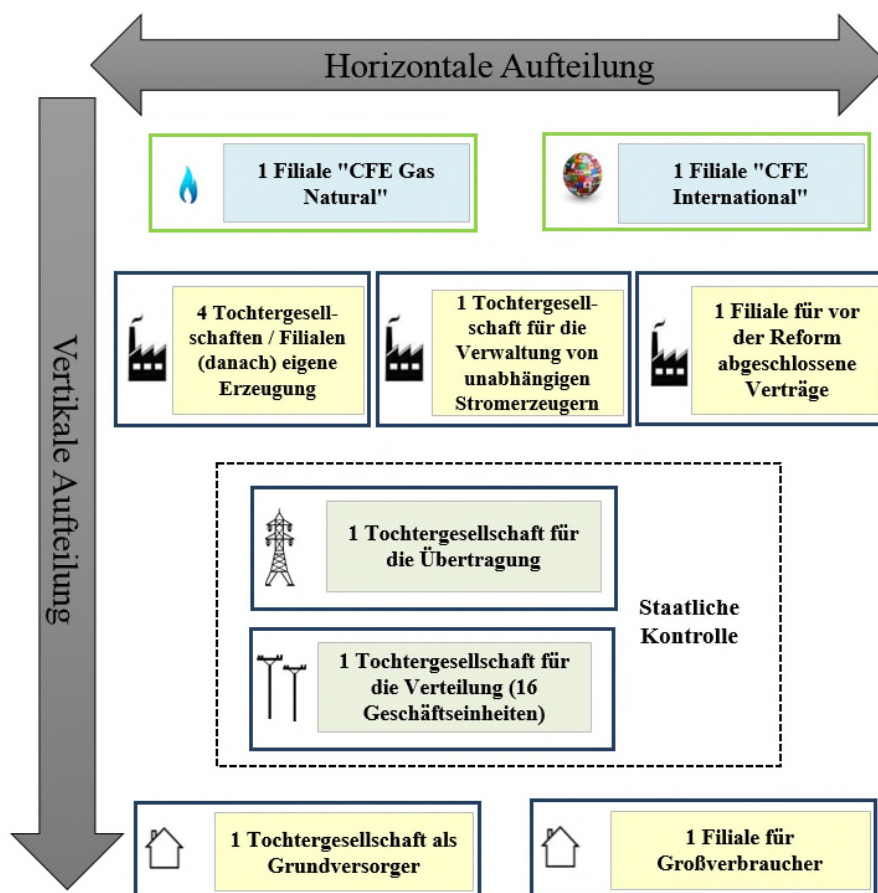 Horizontale Aufteilung
Vertikale Aufteilung
1 Filiale "CFE Gas
Natural"
1 Filiale "CFE
International"
4 Tochtergesell-
schaften / Filialen
(danach) eigene
Erzeugung
1 Tochtergesell-
schaft für die
Verwaltung von
unabhängigen
Stromerzeugern
1 Filiale für vor
der Reform
abgeschlossene
Verträge
1 Tochtergesellschaft für
die Übertragung
1 Tochtergesellschaft für
die Verteilung (16
Geschäftseinheiten)
Staatliche
Kontrolle
1 Tochtergesellschaft als
Grundversorger
1 Filiale für
Großverbraucher